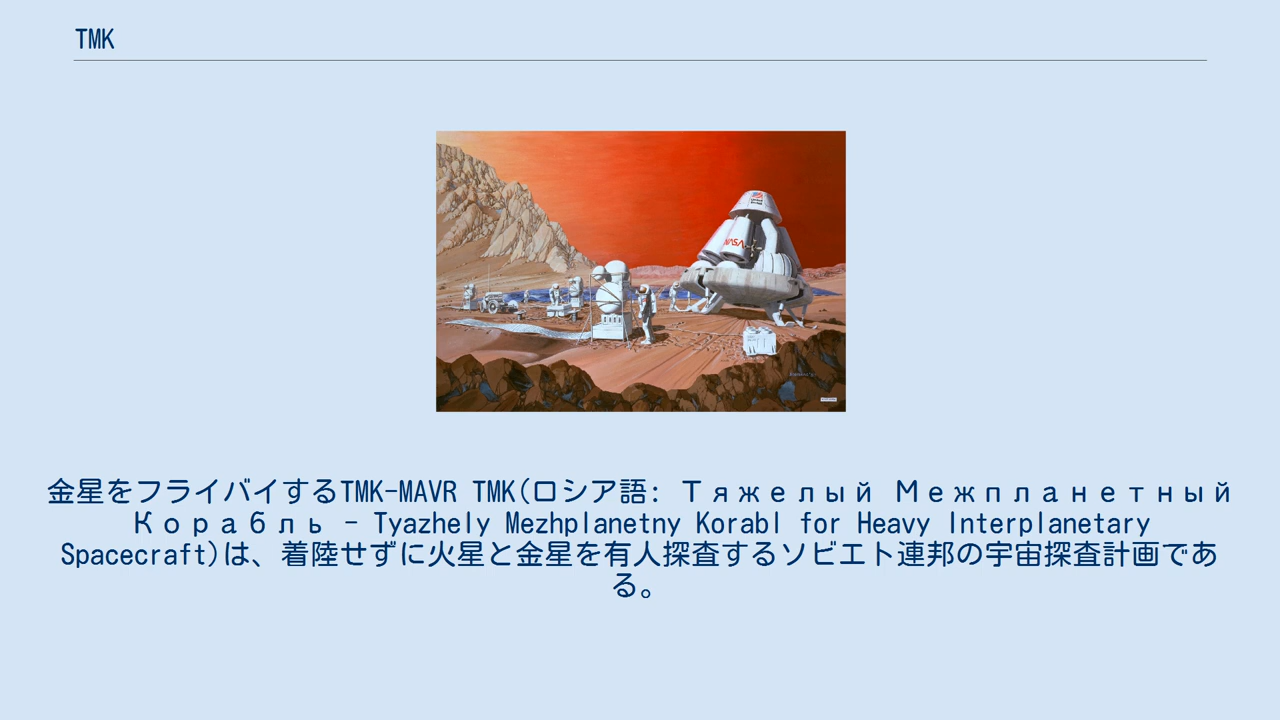 TMK
NASA
金星をフライバイするTMK-MAVR TMK(ロシア語: Тяжелый Межпланетный
Корабль - Tyazhely Mezhplanetny Korabl for Heavy Interplanetary
Spacecraft)は、着陸せずに火星と金星を有人探査するソビエト連邦の宇宙探査計画であ
る。